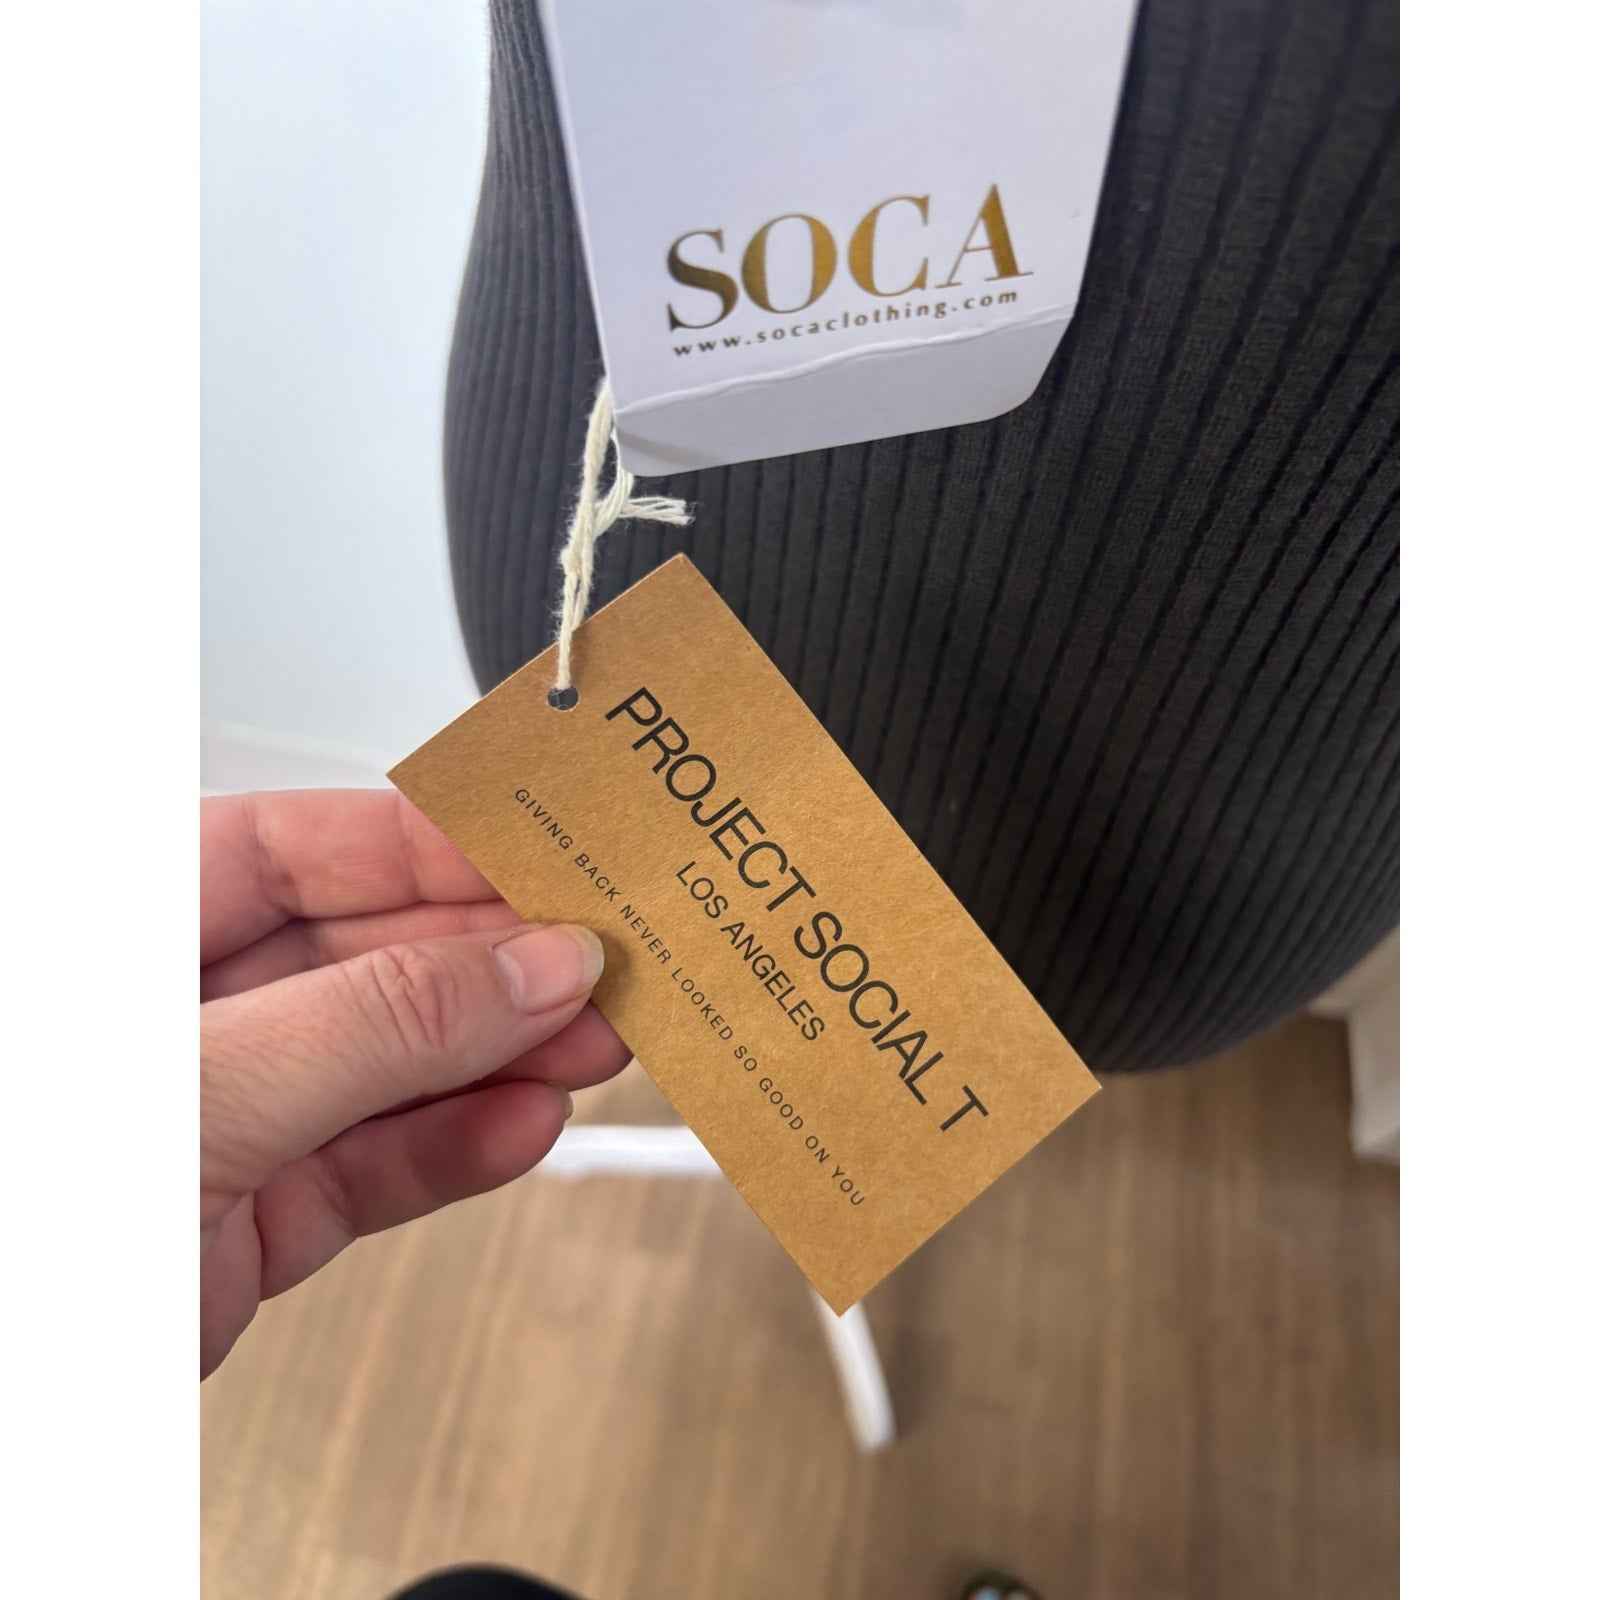 SOCA
www.socaclothing.com
PROJECT SOCIAL T
LOS ANGELES
GIVING BACK NEVER LOOKED SO GOOD ON YOU